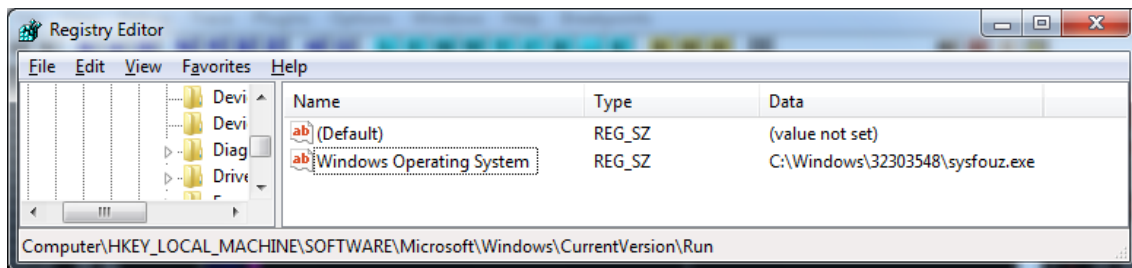 Registry Editor
File Edit View Favorites Help
Devi
Devi
Diag
Drive
Name Type Data
(Default) REG_SZ (value not set)
Windows Operating System REG_SZ C:\Windows\32303548\sysfouz.exe
Computer\HKEY_LOCAL_MACHINE\SOFTWARE\Microsoft\Windows\CurrentVersion\Run